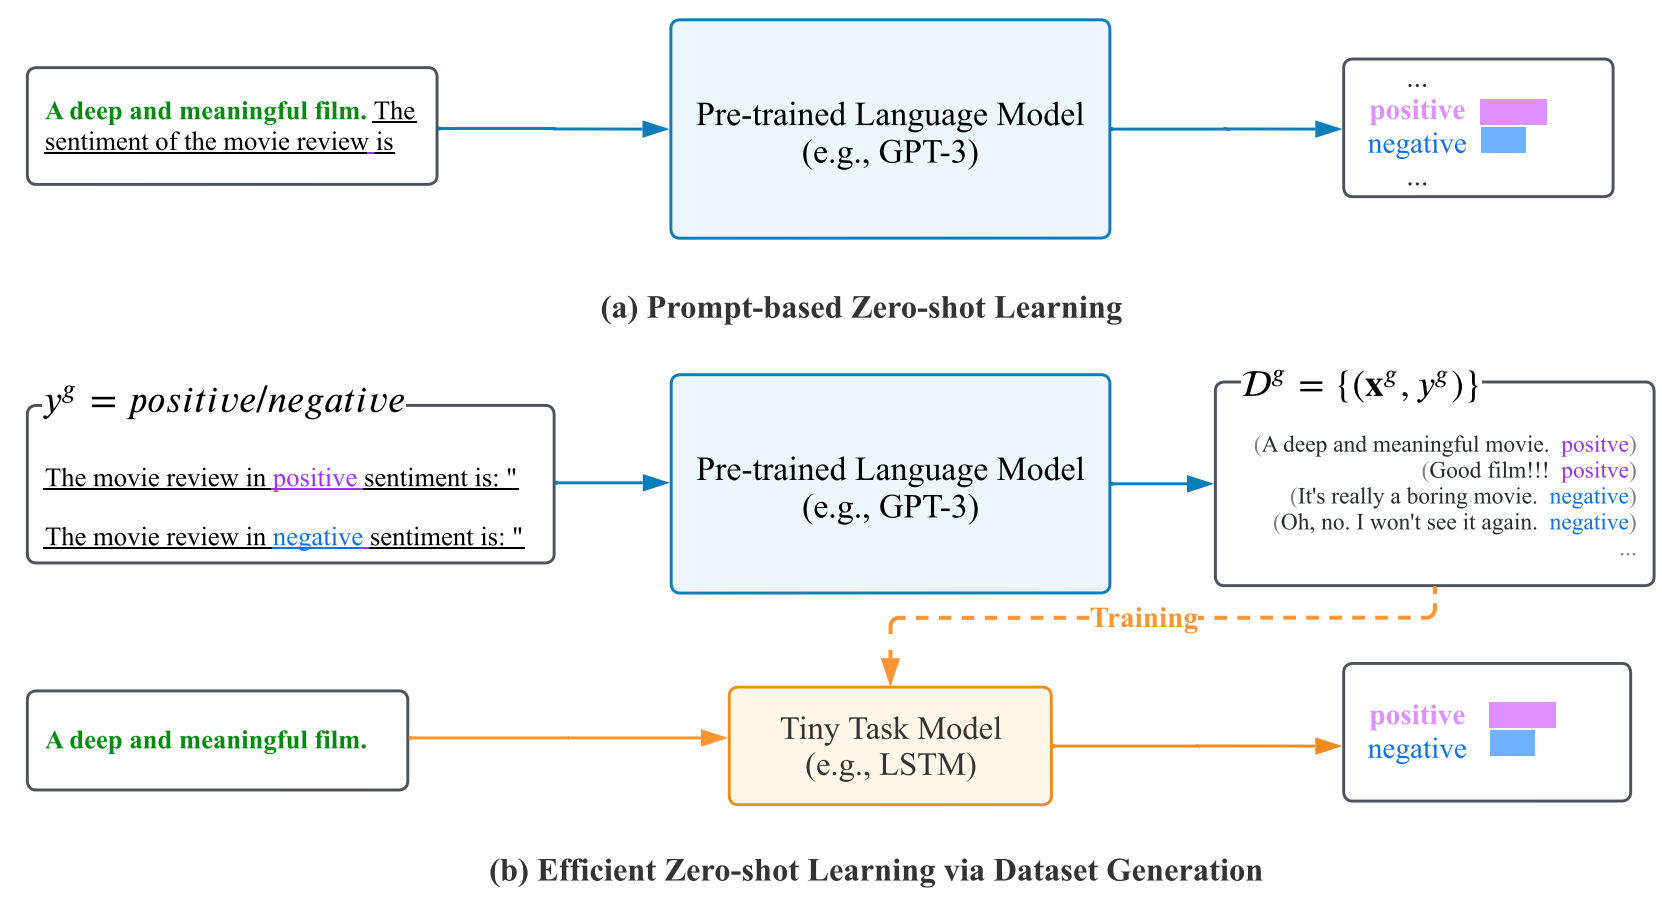 A deep and meaningful film. The
sentiment of the movie review is
Pre-trained Language Model
(e.g., GPT-3)
...
positive
negative
...
(a) Prompt-based Zero-shot Learning
y^g = positive/negative
The movie review in positive sentiment is: "
The movie review in negative sentiment is: "
Pre-trained Language Model
(e.g., GPT-3)
𝒟^g = {(x^g, y^g)}
(A deep and meaningful movie. positve)
(Good film!!! positve)
(It's really a boring movie. negative)
(Oh, no. I won't see it again. negative)
...
Training
A deep and meaningful film.
Tiny Task Model
(e.g., LSTM)
positive
negative
(b) Efficient Zero-shot Learning via Dataset Generation